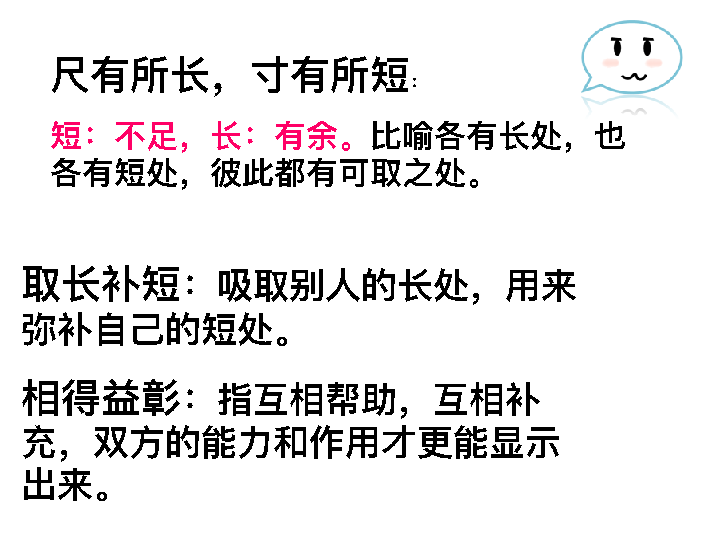 尺有所长，寸有所短：
短：不足，长：有余。比喻各有长处，也
各有短处，彼此都有可取之处。
取长补短：吸取别人的长处，用来
弥补自己的短处。
相得益彰：指互相帮助，互相补
充，双方的能力和作用才更能显示
出来。